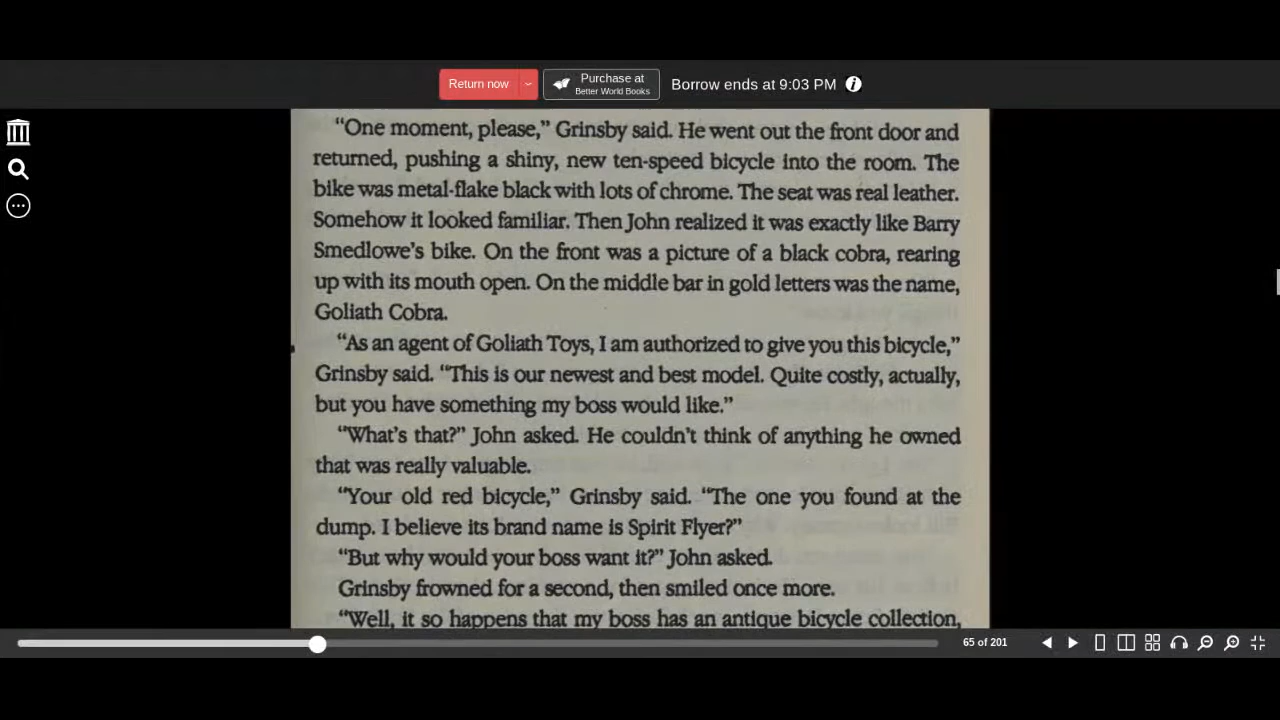 Return now
Purchase at
Better World Books
Borrow ends at 9:03 PM
“One moment, please,” Grinsby said. He went out the front door and
returned, pushing a shiny, new ten-speed bicycle into the room. The
bike was metal-flake black with lots of chrome. The seat was real leather.
Somehow it looked familiar. Then John realized it was exactly like Barry
Smedlowe’s bike. On the front was a picture of a black cobra, rearing
up with its mouth open. On the middle bar in gold letters was the name,
Goliath Cobra.
“As an agent of Goliath Toys, I am authorized to give you this bicycle,”
Grinsby said. “This is our newest and best model. Quite costly, actually,
but you have something my boss would like.”
“What’s that?” John asked. He couldn’t think of anything he owned
that was really valuable.
“Your old red bicycle,” Grinsby said. “The one you found at the
dump. I believe its brand name is Spirit Flyer?”
“But why would your boss want it?” John asked.
Grinsby frowned for a second, then smiled once more.
“Well, it so happens that my boss has an antique bicycle collection,
65 of 201